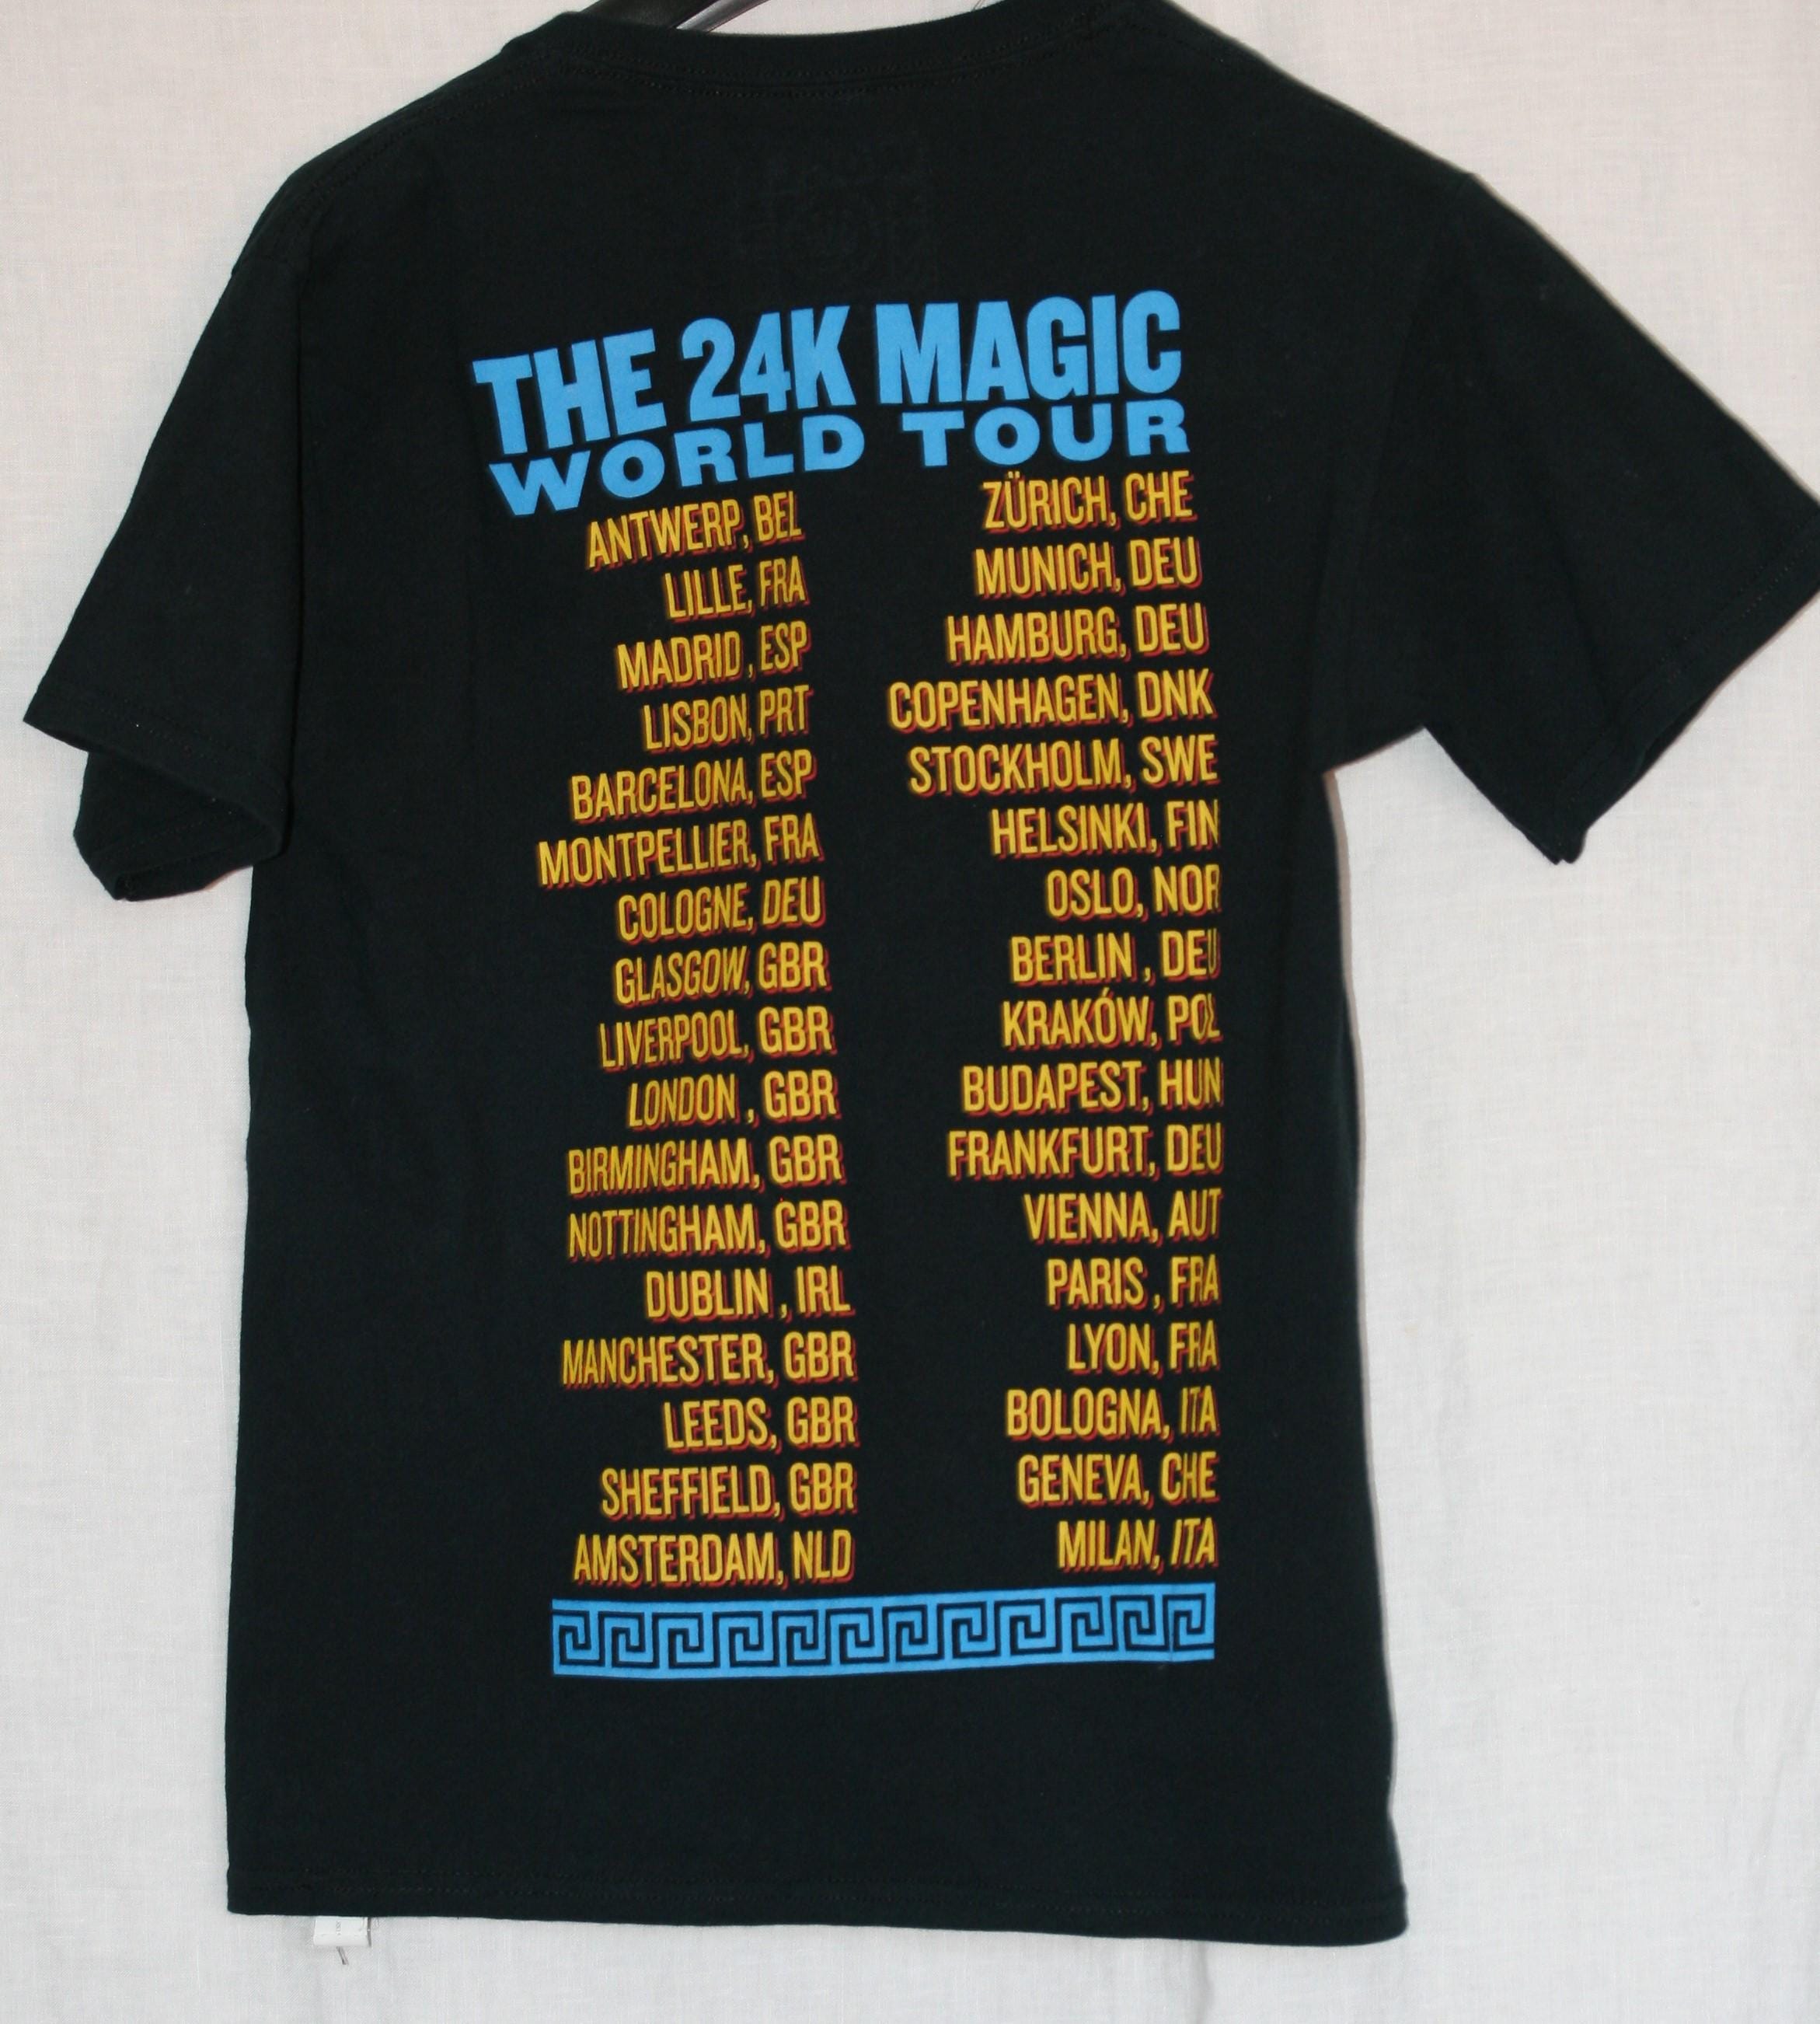 THE 24K MAGIC
WORLD TOUR
ANTWERP, BEL
LILLE, FRA
MADRID, ESP
LISBON, PRT
BARCELONA, ESP
MONTPELLIER, FRA
COLOGNE, DEU
GLASGOW, GBR
LIVERPOOL, GBR
LONDON, GBR
BIRMINGHAM, GBR
NOTTINGHAM, GBR
DUBLIN, IRL
MANCHESTER, GBR
LEEDS, GBR
SHEFFIELD, GBR
AMSTERDAM, NLD
ZÜRICH, CHE
MUNICH, DEU
HAMBURG, DEU
COPENHAGEN, DNK
STOCKHOLM, SWE
HELSINKI, FIN
OSLO, NOR
BERLIN, DEU
KRAKÓW, POL
BUDAPEST, HUN
FRANKFURT, DEU
VIENNA, AUT
PARIS, FRA
LYON, FRA
BOLOGNA, ITA
GENEVA, CHE
MILAN, ITA